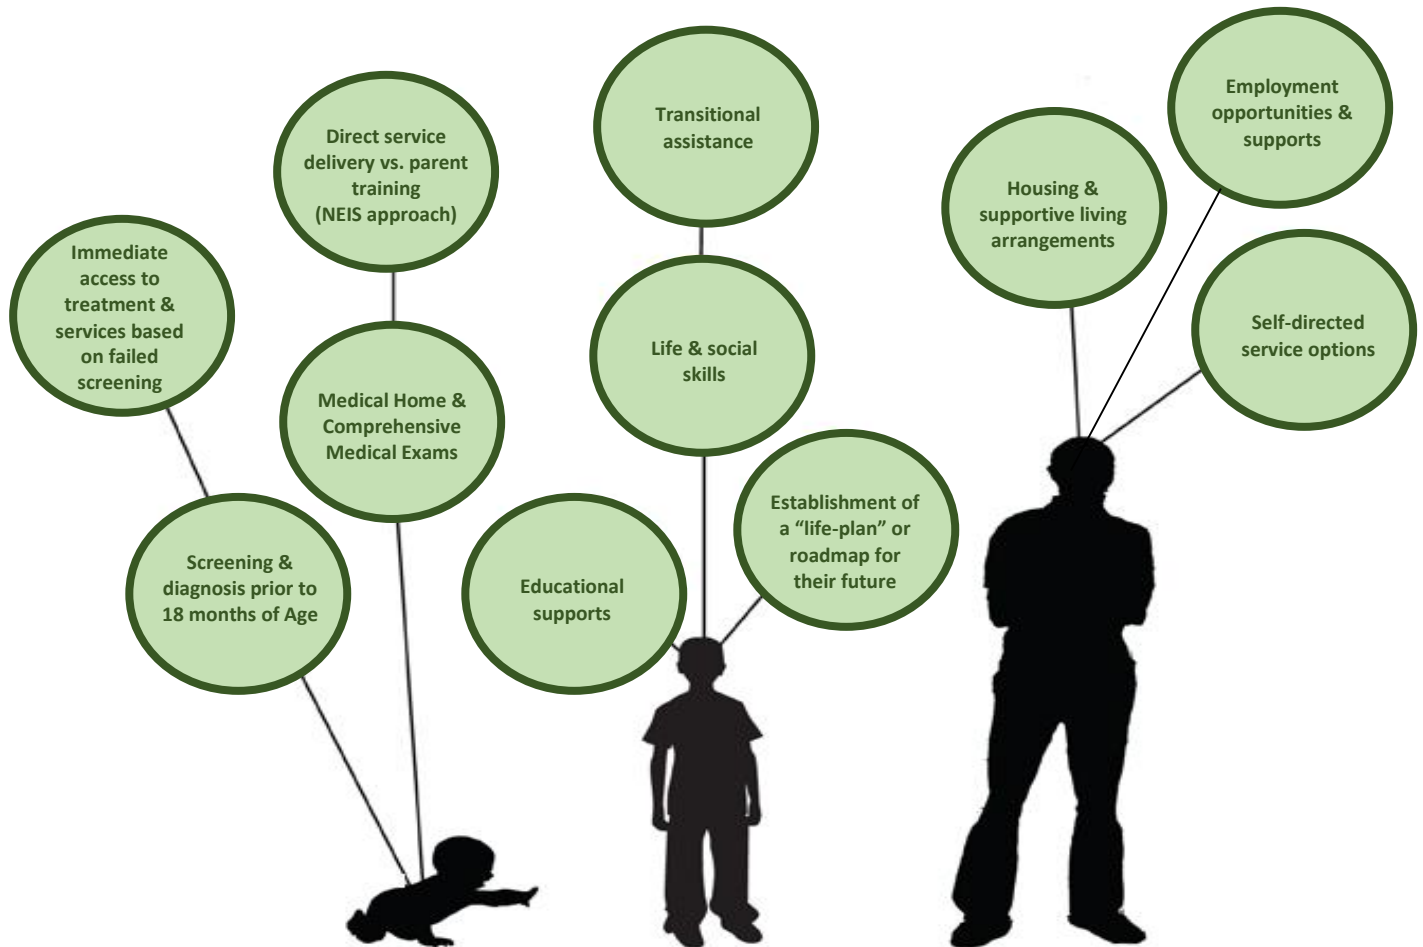 Immediate
access to
treatment &
services based
on failed
screening
Screening &
diagnosis prior to
18 months of Age
Direct service
delivery vs. parent
training
(NEIS approach)
Medical Home &
Comprehensive
Medical Exams
Transitional
assistance
Life & social
skills
Educational
supports
Establishment of
a “life-plan” or
roadmap for
their future
Housing &
supportive living
arrangements
Employment
opportunities &
supports
Self-directed
service options